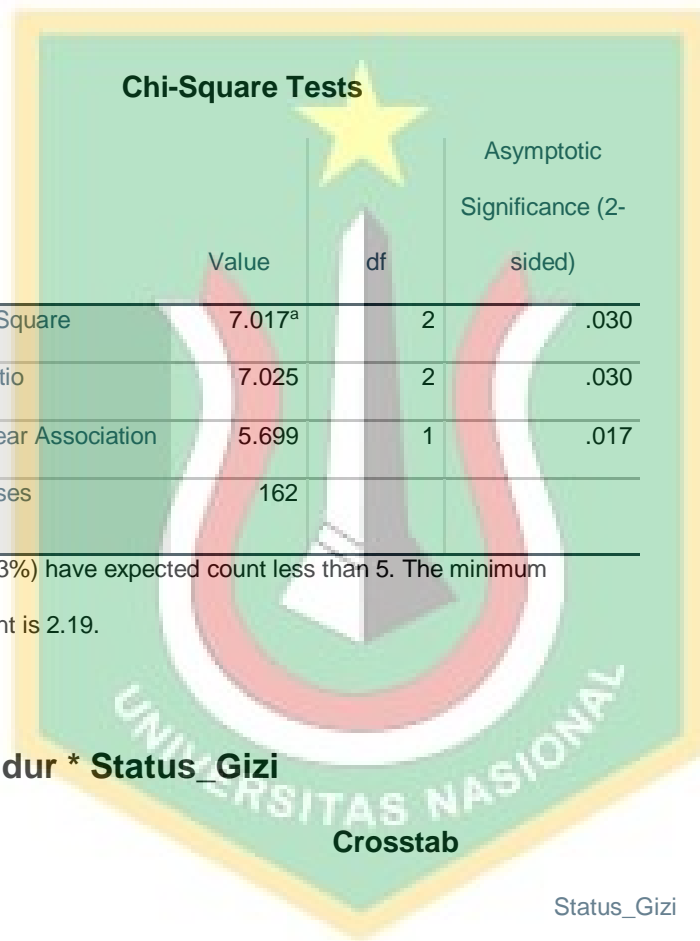 Chi-Square Tests
Asymptotic
Significance (2-
Value df sided)
Square 7.017ᵃ 2 .030
tio 7.025 2 .030
ear Association 5.699 1 .017
ses 162
3%) have expected count less than 5. The minimum
nt is 2.19.
dur * Status_Gizi
UNIVERSITAS NASIONAL
Crosstab
Status_Gizi